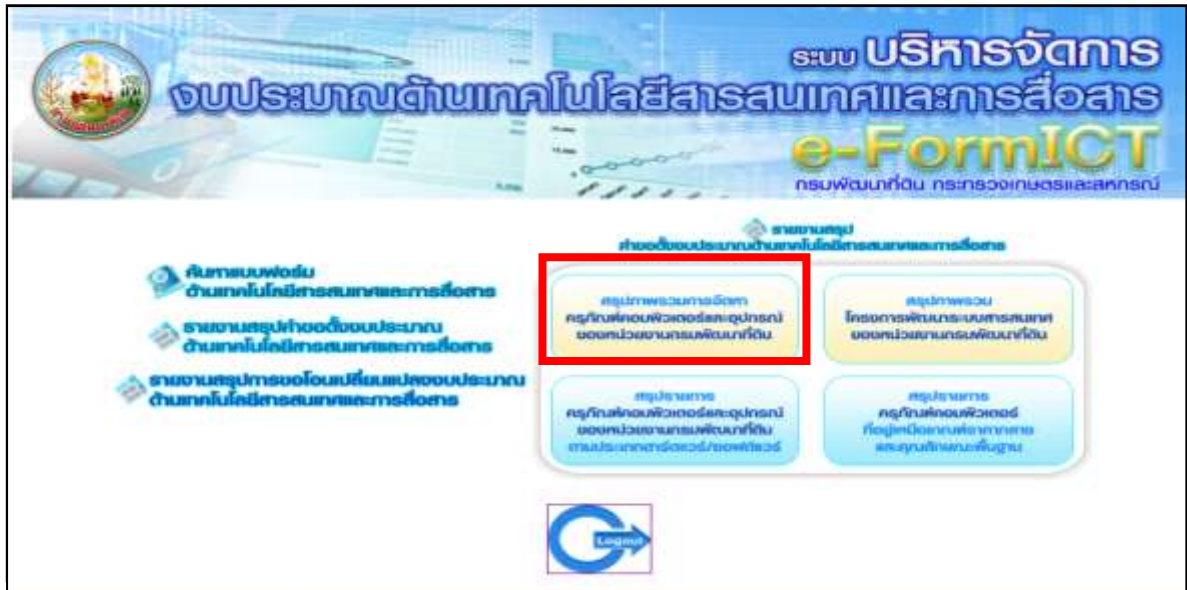 ระบบ บริหารจัดการ
งบประมาณด้านเทคโนโลยีสารสนเทศและการสื่อสาร
e-FormICT
กรมพัฒนาที่ดิน กระทรวงเกษตรและสหกรณ์
รายงานสรุป
คำขอตั้งงบประมาณด้านเทคโนโลยีสารสนเทศและการสื่อสาร
ค้นหาแบบฟอร์ม
ด้านเทคโนโลยีสารสนเทศและการสื่อสาร
รายงานสรุปคำขอตั้งงบประมาณ
ด้านเทคโนโลยีสารสนเทศและการสื่อสาร
รายงานสรุปการขอโอนเปลี่ยนแปลงงบประมาณ
ด้านเทคโนโลยีสารสนเทศและการสื่อสาร
สรุปภาพรวมการจัดหา
ครุภัณฑ์คอมพิวเตอร์และอุปกรณ์
ของหน่วยงานกรมพัฒนาที่ดิน
สรุปภาพรวม
โครงการพัฒนาระบบสารสนเทศ
ของหน่วยงานกรมพัฒนาที่ดิน
สรุปรายการ
ครุภัณฑ์คอมพิวเตอร์และอุปกรณ์
ของหน่วยงานกรมพัฒนาที่ดิน
ตามประเภทฮาร์ดแวร์/ซอฟต์แวร์
สรุปรายการ
ครุภัณฑ์คอมพิวเตอร์
ที่อยู่เหนือเกณฑ์ราคากลาง
และคุณลักษณะพื้นฐาน
Logout